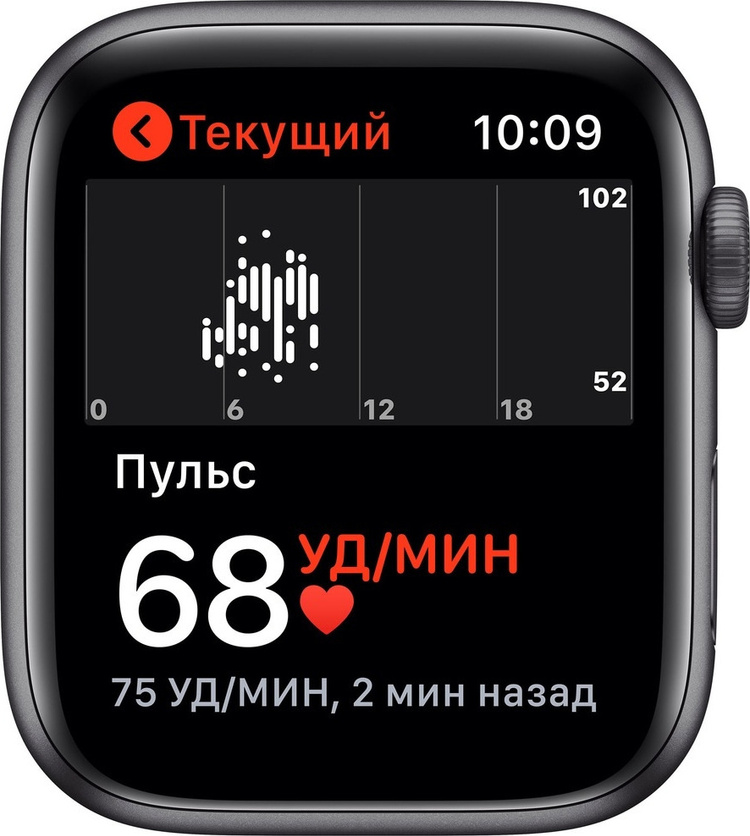 Текущий 10:09
102
52
0 6 12 18
Пульс
68 УД/МИН
75 УД/МИН, 2 мин назад